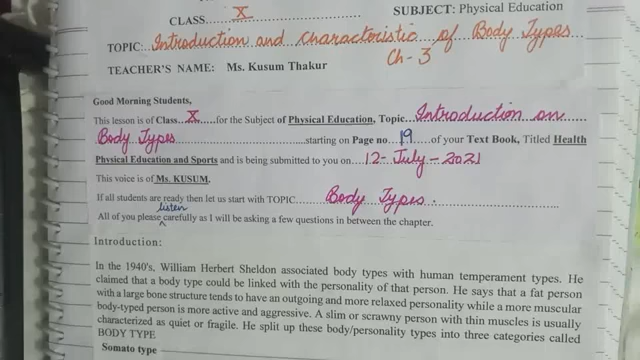 CLASS....X.... SUBJECT: Physical Education
TOPIC: Introduction and characteristic of Body Types
Ch-3
TEACHER'S NAME: Ms. Kusum Thakur
Good Morning Students,
This lesson is of Class...X....for the Subject of Physical Education, Topic...Introduction on....
Body Types....starting on Page no..19....of your Text Book, Titled Health
Physical Education and Sports and is being submitted to you on...12-July-2021
This voice is of Ms. KUSUM.
If all students are ready then let us start with TOPIC....Body Types....
listen
All of you please ^ carefully as I will be asking a few questions in between the chapter.
Introduction:
In the 1940's, William Herbert Sheldon associated body types with human temperament types. He
claimed that a body type could be linked with the personality of that person. He says that a fat person
with a large bone structure tends to have an outgoing and more relaxed personality while a more muscular
body-typed person is more active and aggressive. A slim or scrawny person with thin muscles is usually
characterized as quiet or fragile. He split up these body/personality types into three categories called
BODY TYPE.
Somato type